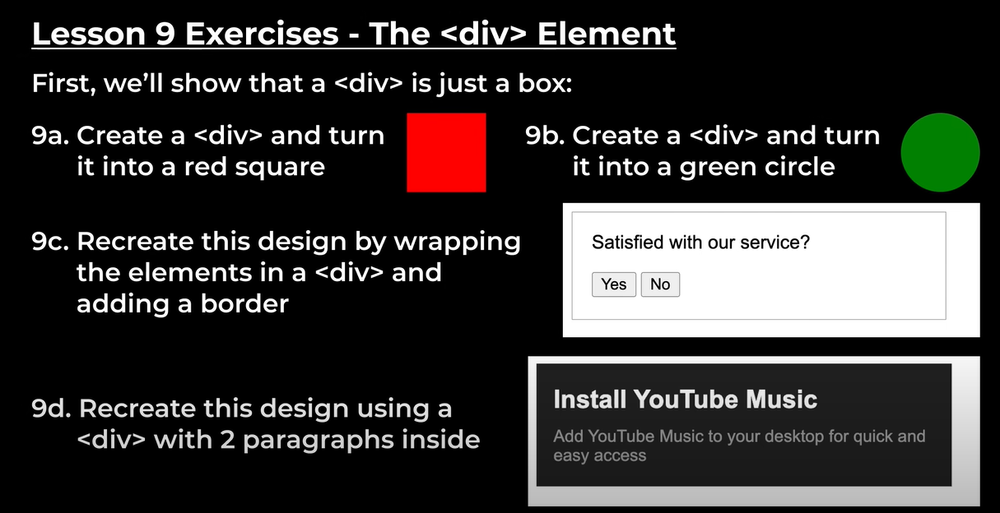 Lesson 9 Exercises - The <div> Element
First, we’ll show that a <div> is just a box:
9a. Create a <div> and turn
it into a red square
9b. Create a <div> and turn
it into a green circle
9c. Recreate this design by wrapping
the elements in a <div> and
adding a border
Satisfied with our service?
Yes No
9d. Recreate this design using a
<div> with 2 paragraphs inside
Install YouTube Music
Add YouTube Music to your desktop for quick and
easy access